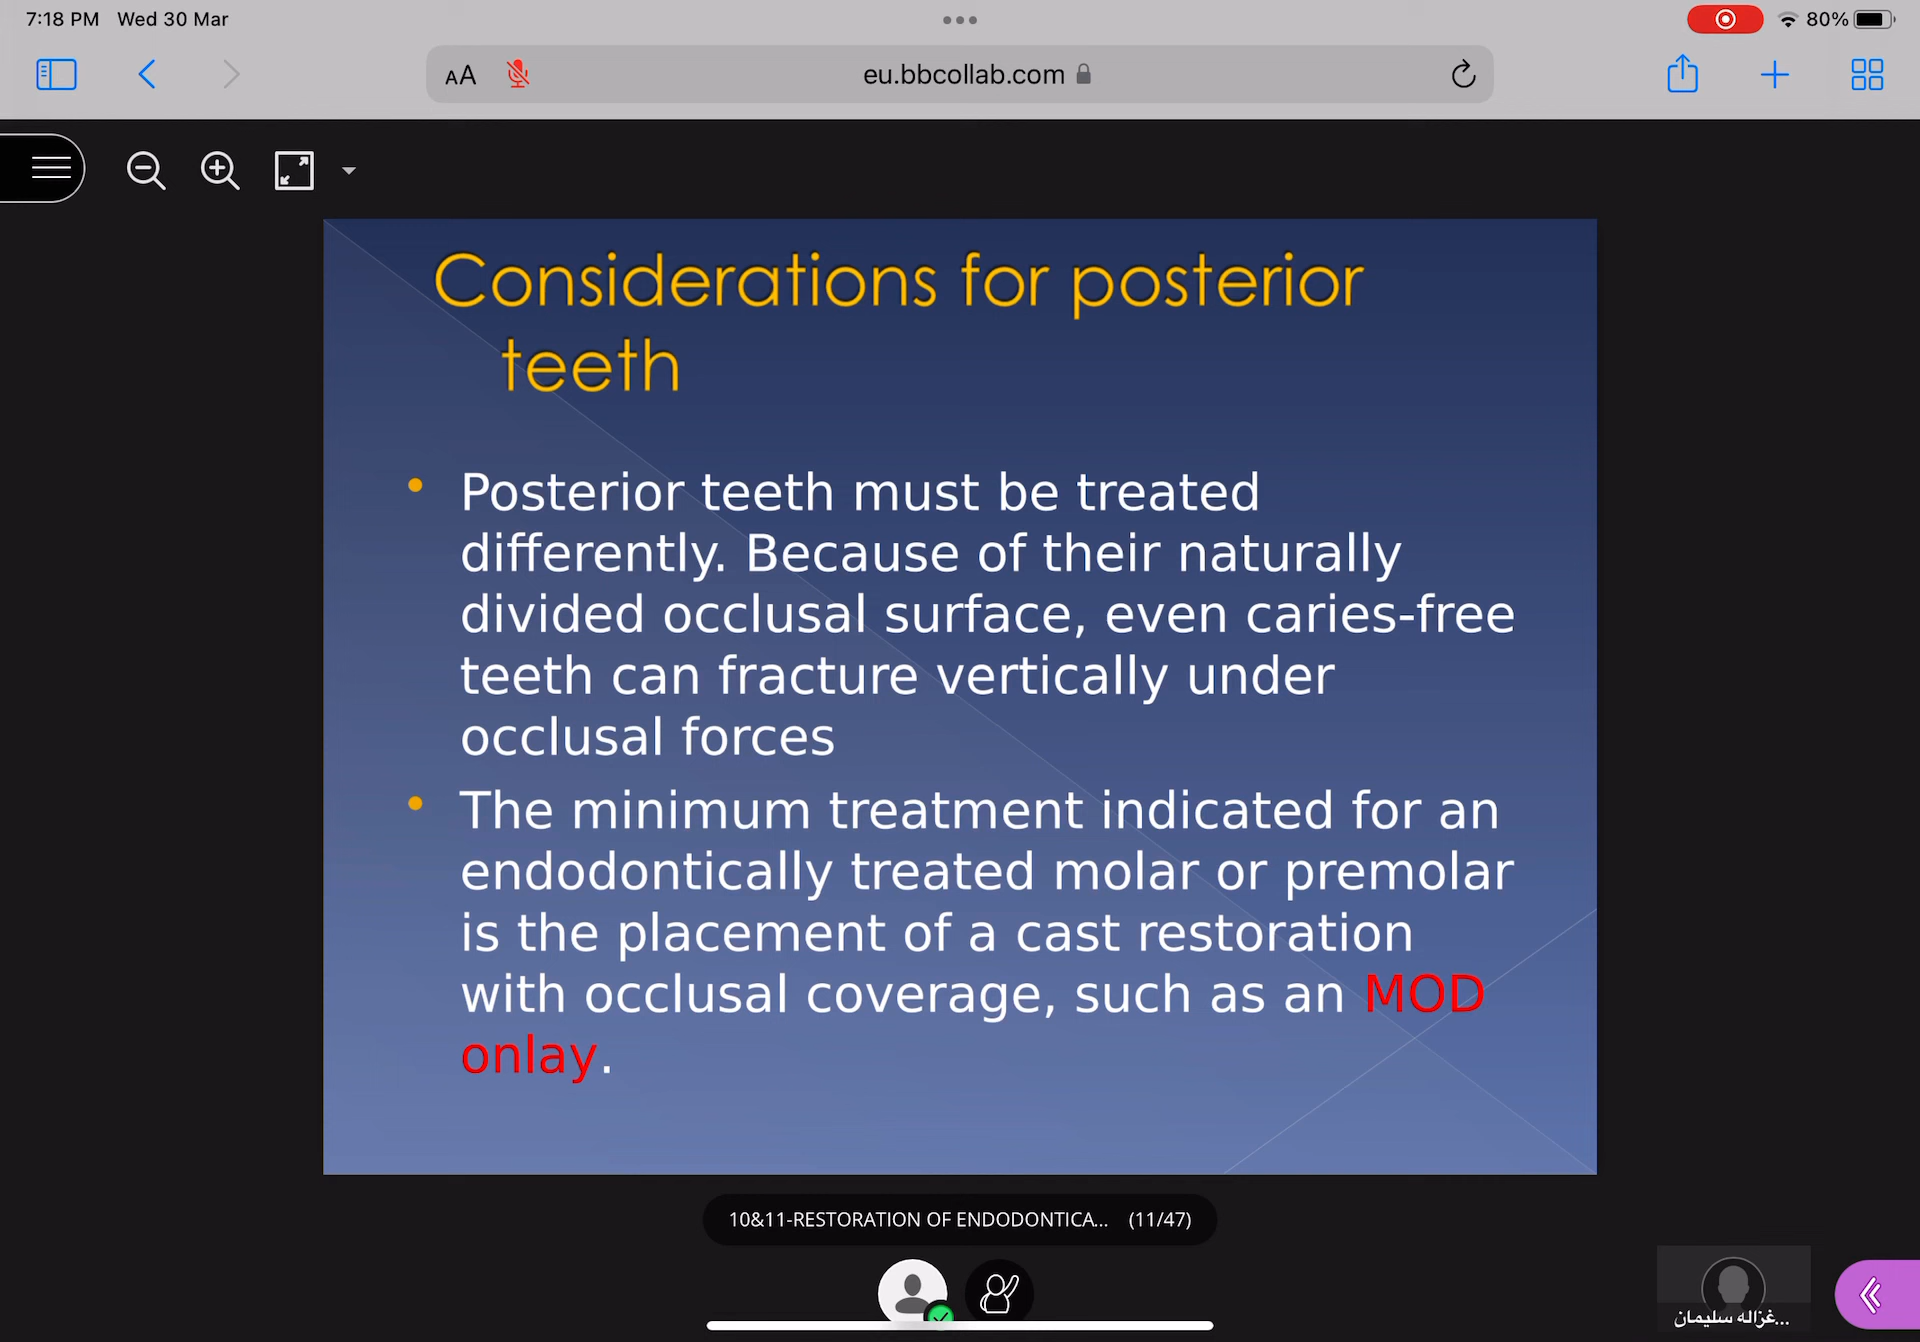 7:18 PM Wed 30 Mar
80%
AA eu.bbcollab.com
Considerations for posterior
teeth
• Posterior teeth must be treated
differently. Because of their naturally
divided occlusal surface, even caries-free
teeth can fracture vertically under
occlusal forces
• The minimum treatment indicated for an
endodontically treated molar or premolar
is the placement of a cast restoration
with occlusal coverage, such as an MOD
onlay.
10&11-RESTORATION OF ENDODONTICA... (11/47)
غزاله سليمان...